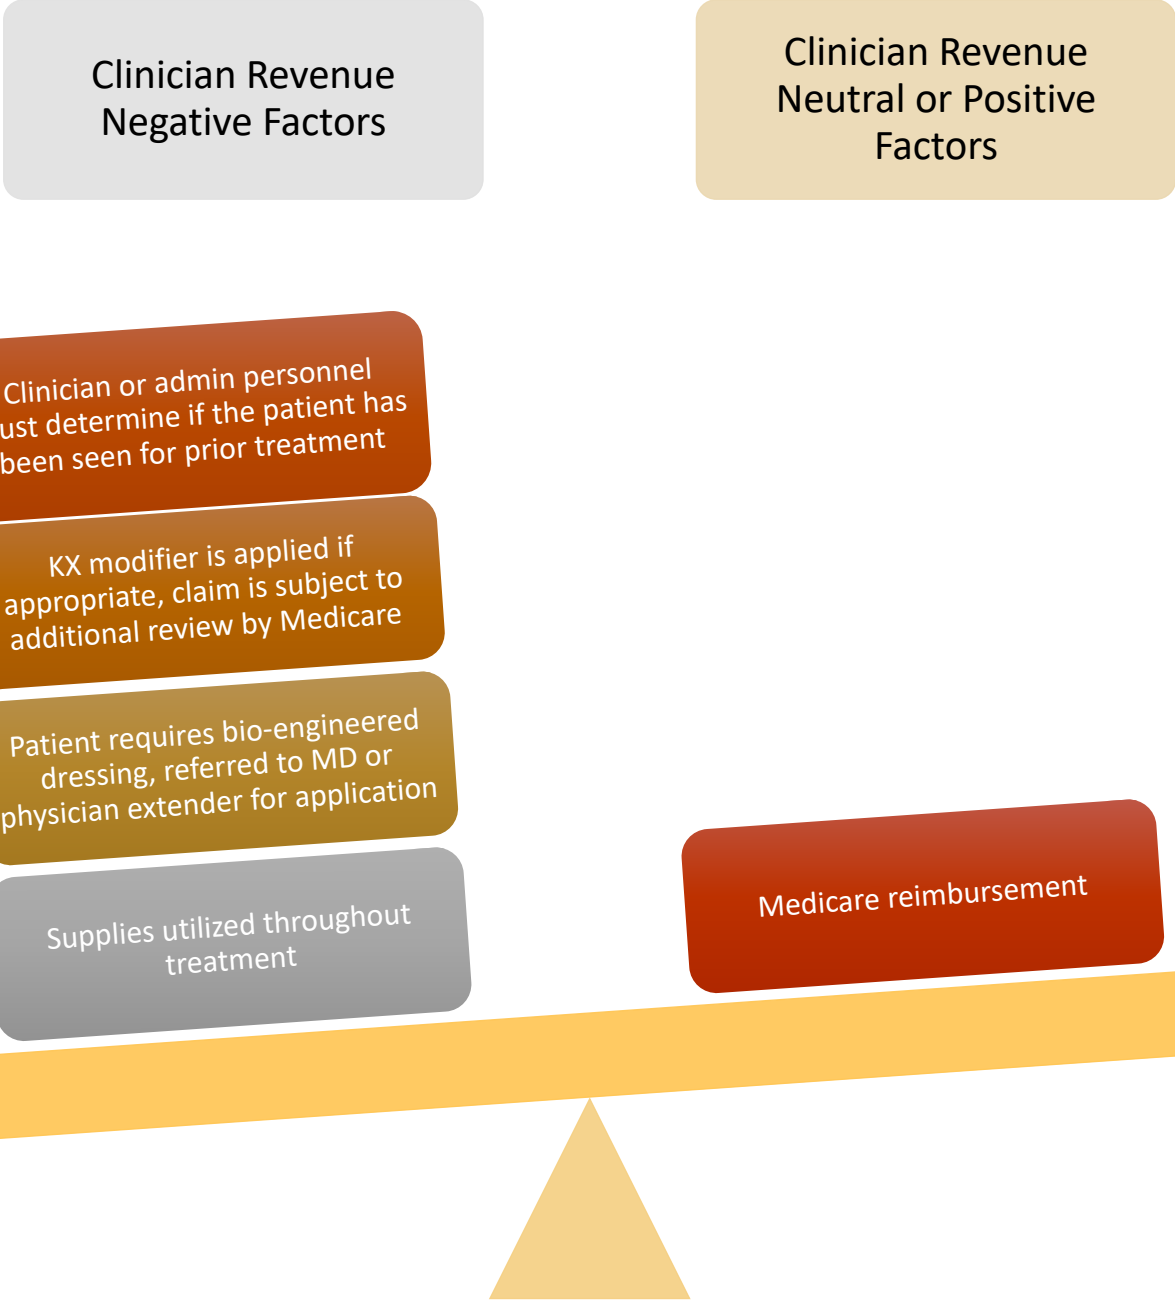 Clinician Revenue
Negative Factors
Clinician Revenue
Neutral or Positive
Factors
Clinician or admin personnel
ust determine if the patient has
been seen for prior treatment
KX modifier is applied if
appropriate, claim is subject to
additional review by Medicare
Patient requires bio-engineered
dressing, referred to MD or
physician extender for application
Supplies utilized throughout
treatment
Medicare reimbursement